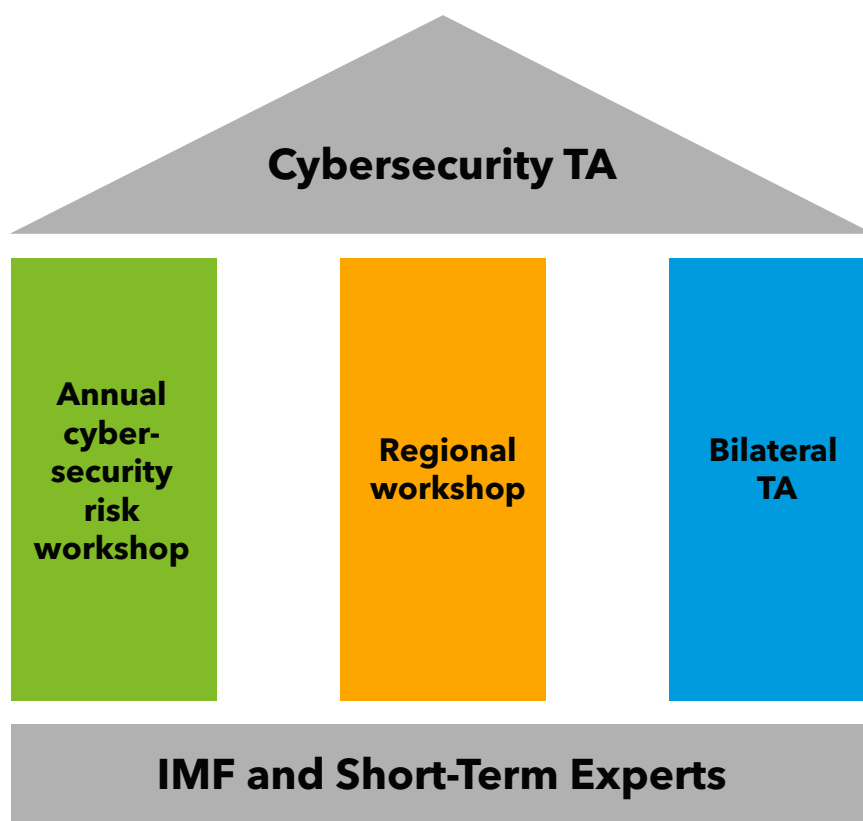 Cybersecurity TA
Annual
cyber-
security
risk
workshop
Regional
workshop
Bilateral
TA
IMF and Short-Term Experts